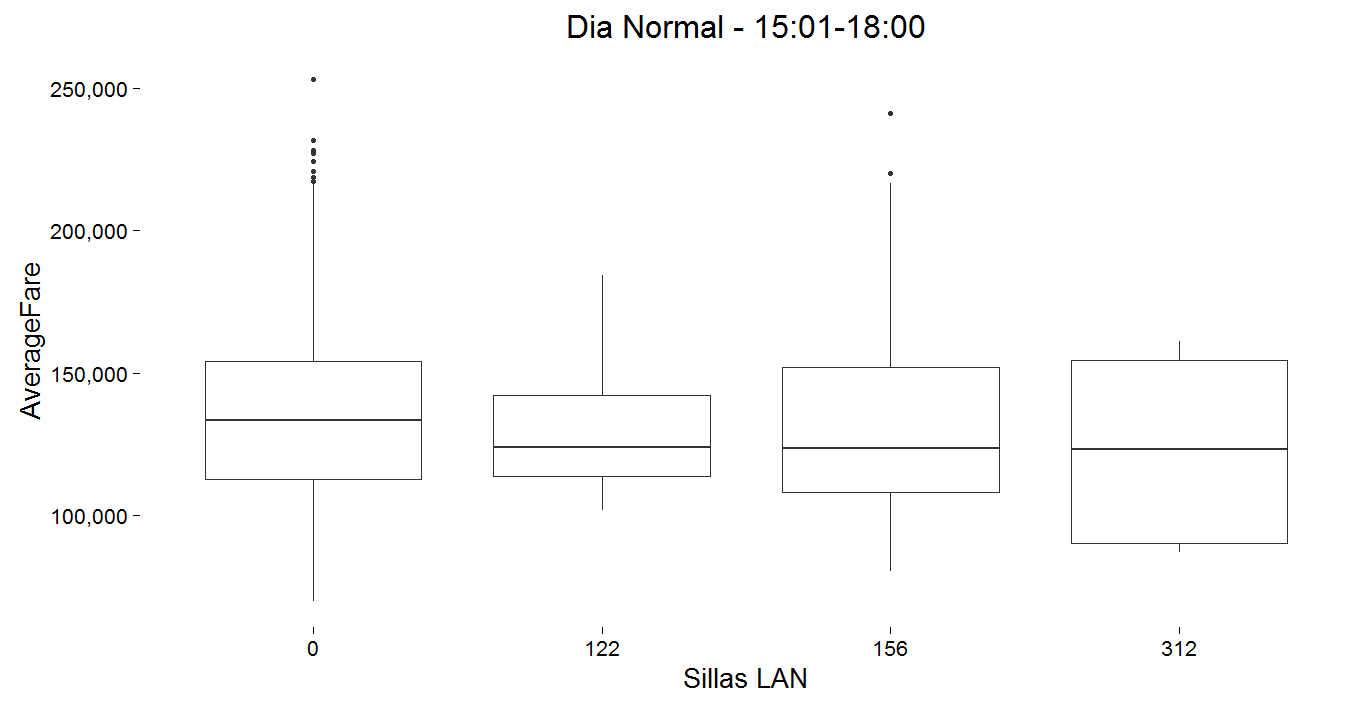 Dia Normal - 15:01-18:00
250,000
200,000
150,000
100,000
AverageFare
0 122 156 312
Sillas LAN